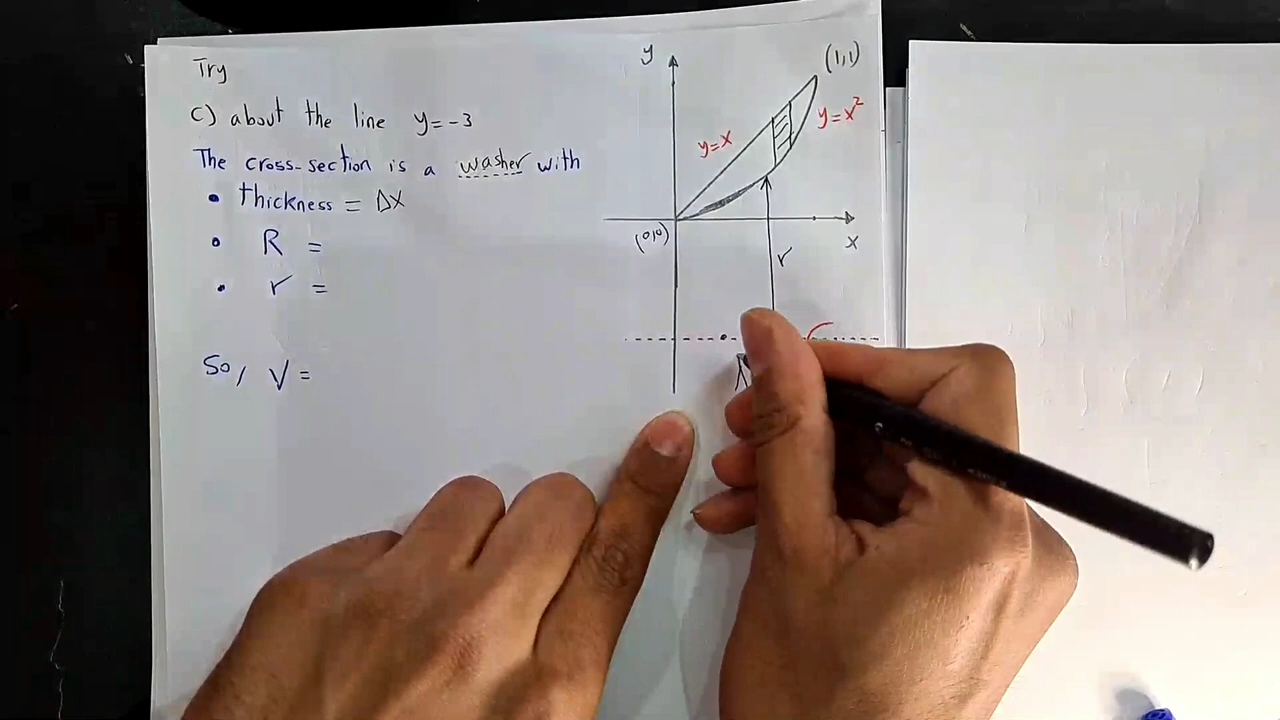 Try
c) about the line y=-3
The cross-section is a washer with
• thickness = Δx
• R =
• r =
So, V =
y
(1,1)
y=x²
y=x
(0,0)
x
r